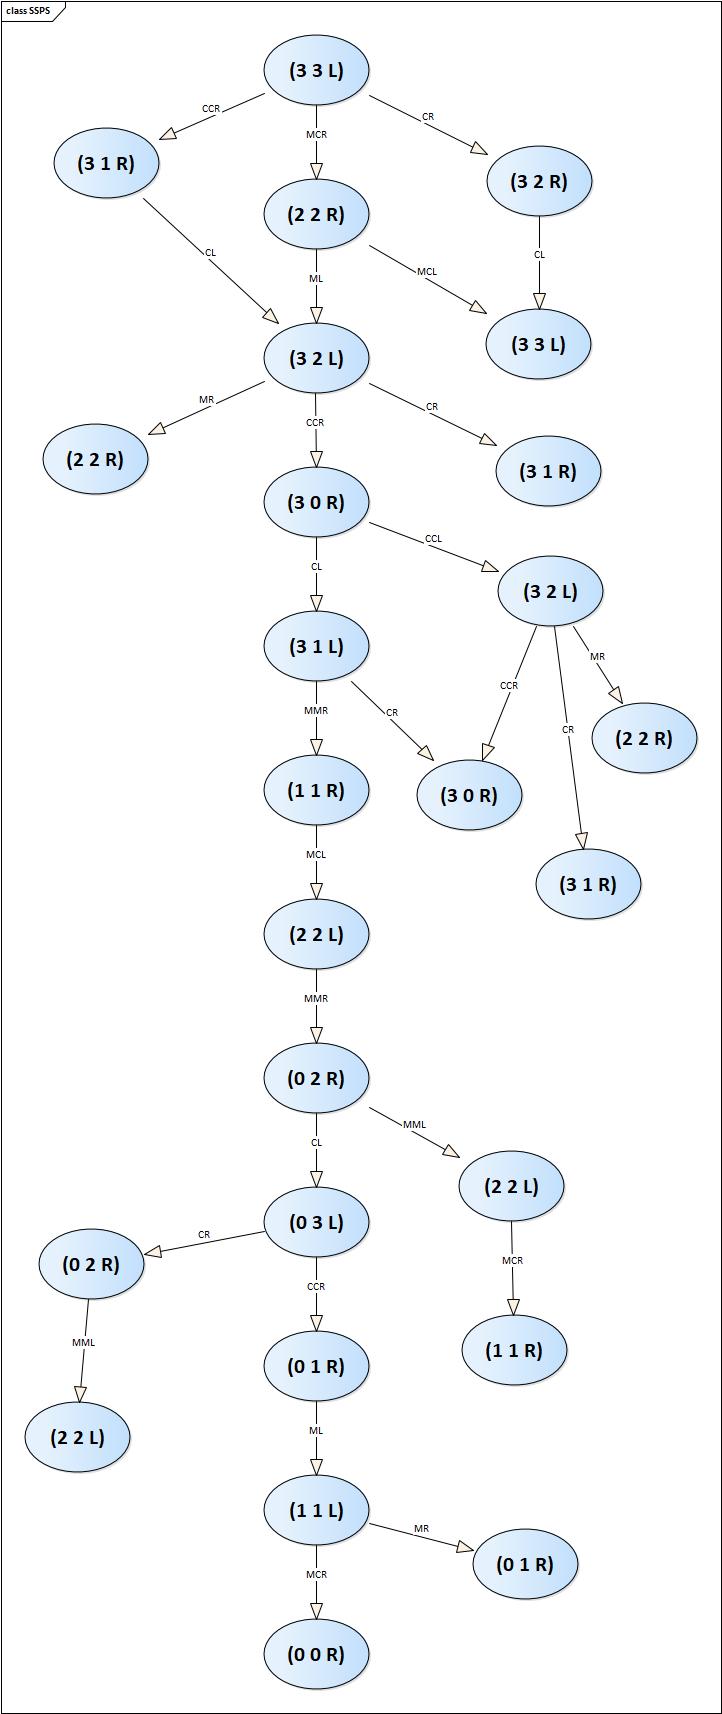 class SSPS
(3 3 L)
CCR
MCR
CR
(3 1 R)
(3 2 R)
(2 2 R)
CL
ML
MCL
CL
(3 2 L)
(3 3 L)
MR
CCR
CR
(2 2 R)
(3 1 R)
(3 0 R)
CL
CCL
(3 2 L)
(3 1 L)
MMR
CR
CCR
CR
MR
(2 2 R)
(1 1 R)
(3 0 R)
MCL
(3 1 R)
(2 2 L)
MMR
(0 2 R)
CL
MML
(2 2 L)
(0 3 L)
CR
(0 2 R)
CCR
MCR
MML
(0 1 R)
(1 1 R)
(2 2 L)
ML
(1 1 L)
MR
(0 1 R)
MCR
(0 0 R)